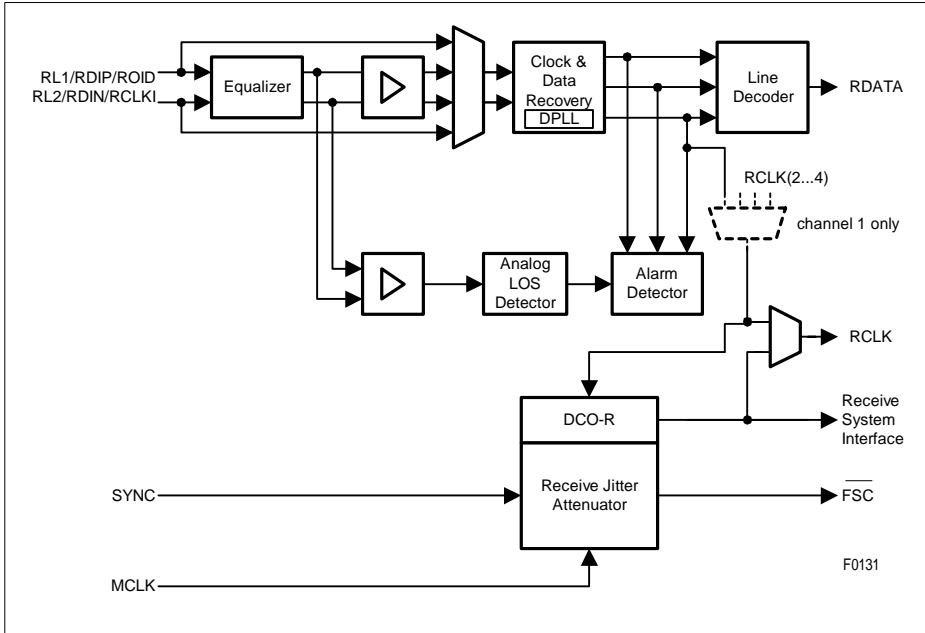 RL1/RDIP/ROID
RL2/RDIN/RCLKI
Equalizer
Clock &
Data
Recovery
DPLL
Line
Decoder
RDATA
RCLK(2...4)
channel 1 only
Analog
LOS
Detector
Alarm
Detector
RCLK
DCO-R
Receive
System
Interface
SYNC
Receive Jitter
Attenuator
FSC
MCLK
F0131